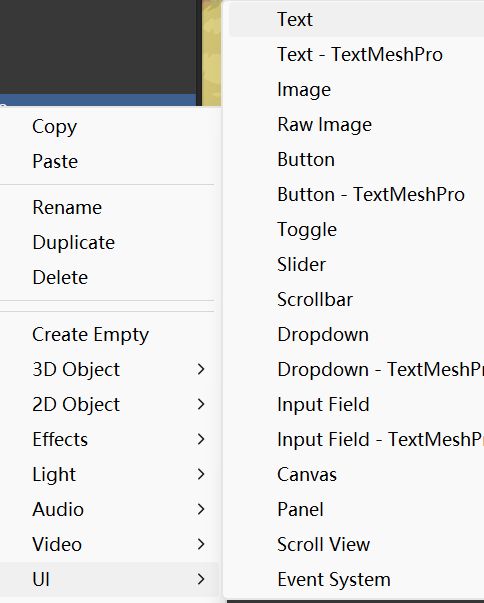 Copy
Paste
Rename
Duplicate
Delete
Create Empty
3D Object
2D Object
Effects
Light
Audio
Video
UI
Text
Text - TextMeshPro
Image
Raw Image
Button
Button - TextMeshPro
Toggle
Slider
Scrollbar
Dropdown
Dropdown - TextMeshPr
Input Field
Input Field - TextMeshPr
Canvas
Panel
Scroll View
Event System